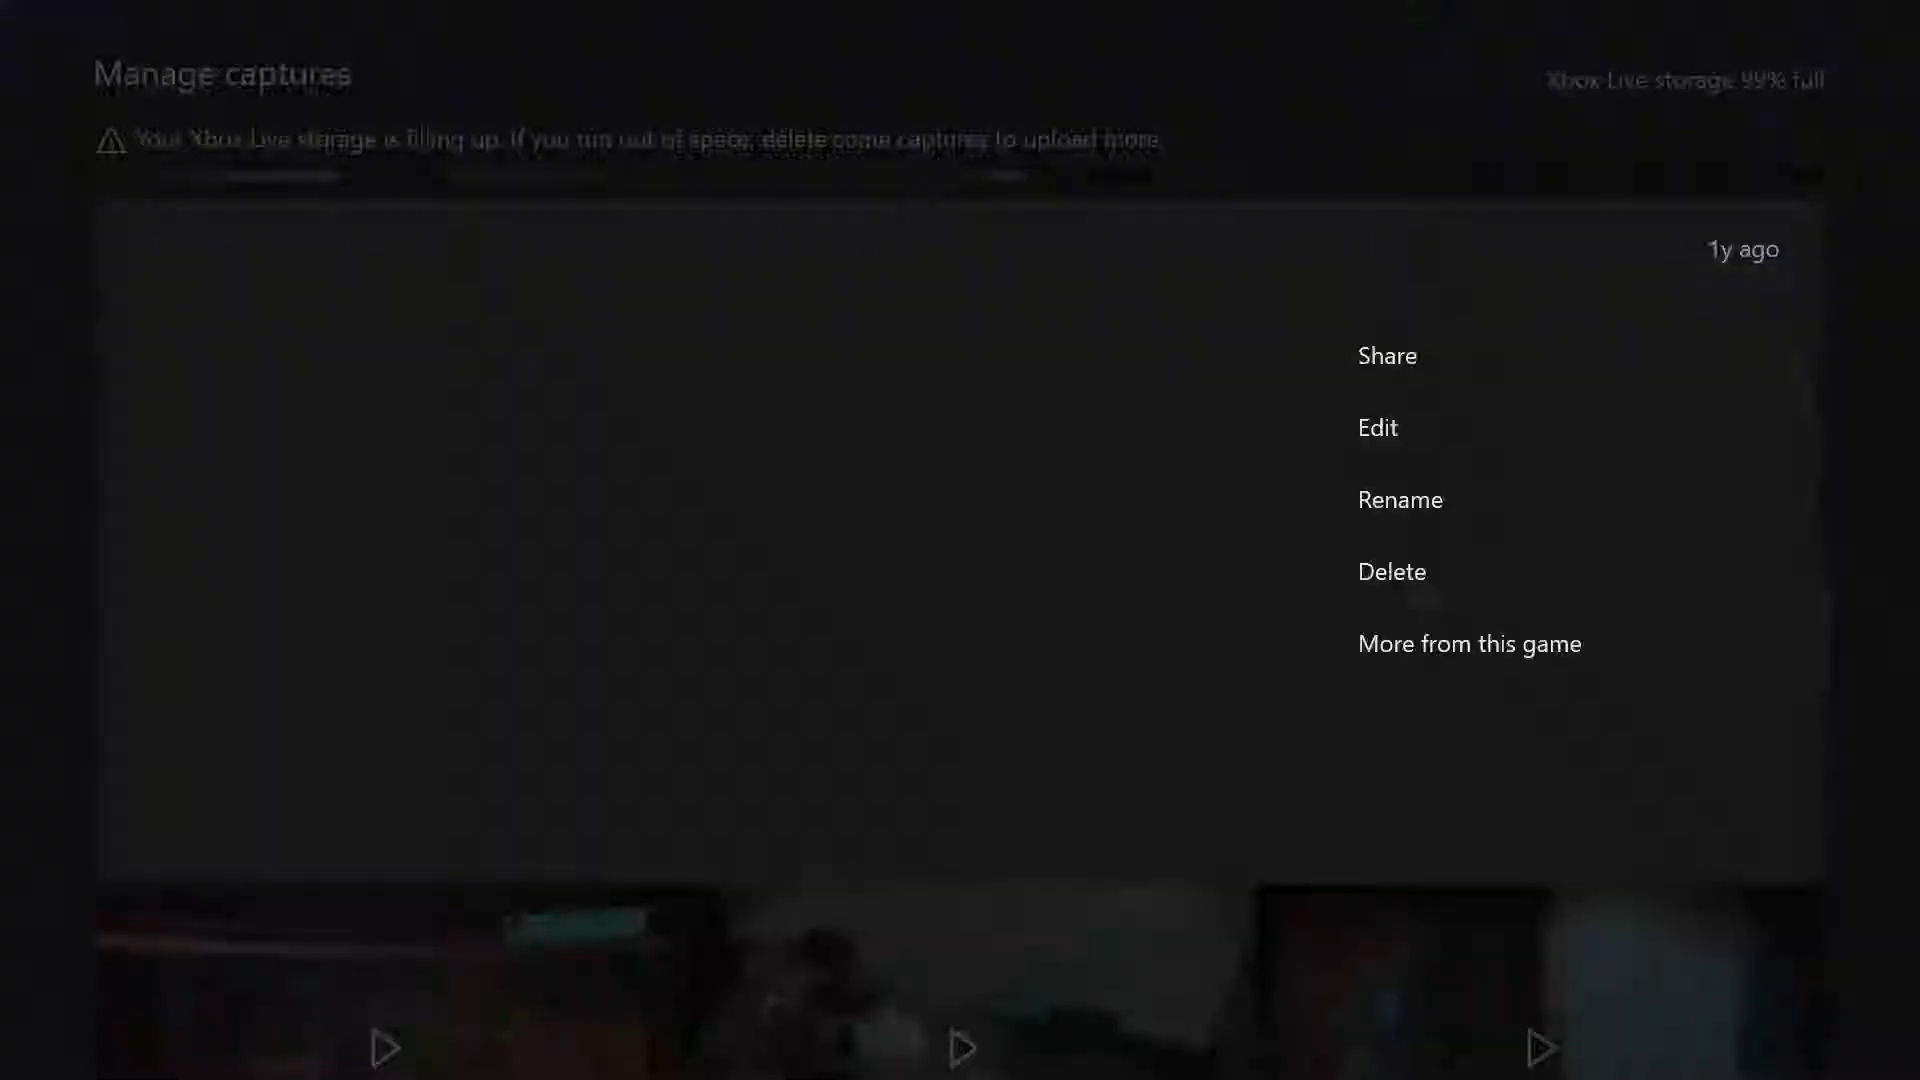 Manage captures
Xbox Live storage 99% full
Your Xbox Live storage is filling up. If you run out of space, delete some captures to upload more.
1y ago
Share
Edit
Rename
Delete
More from this game